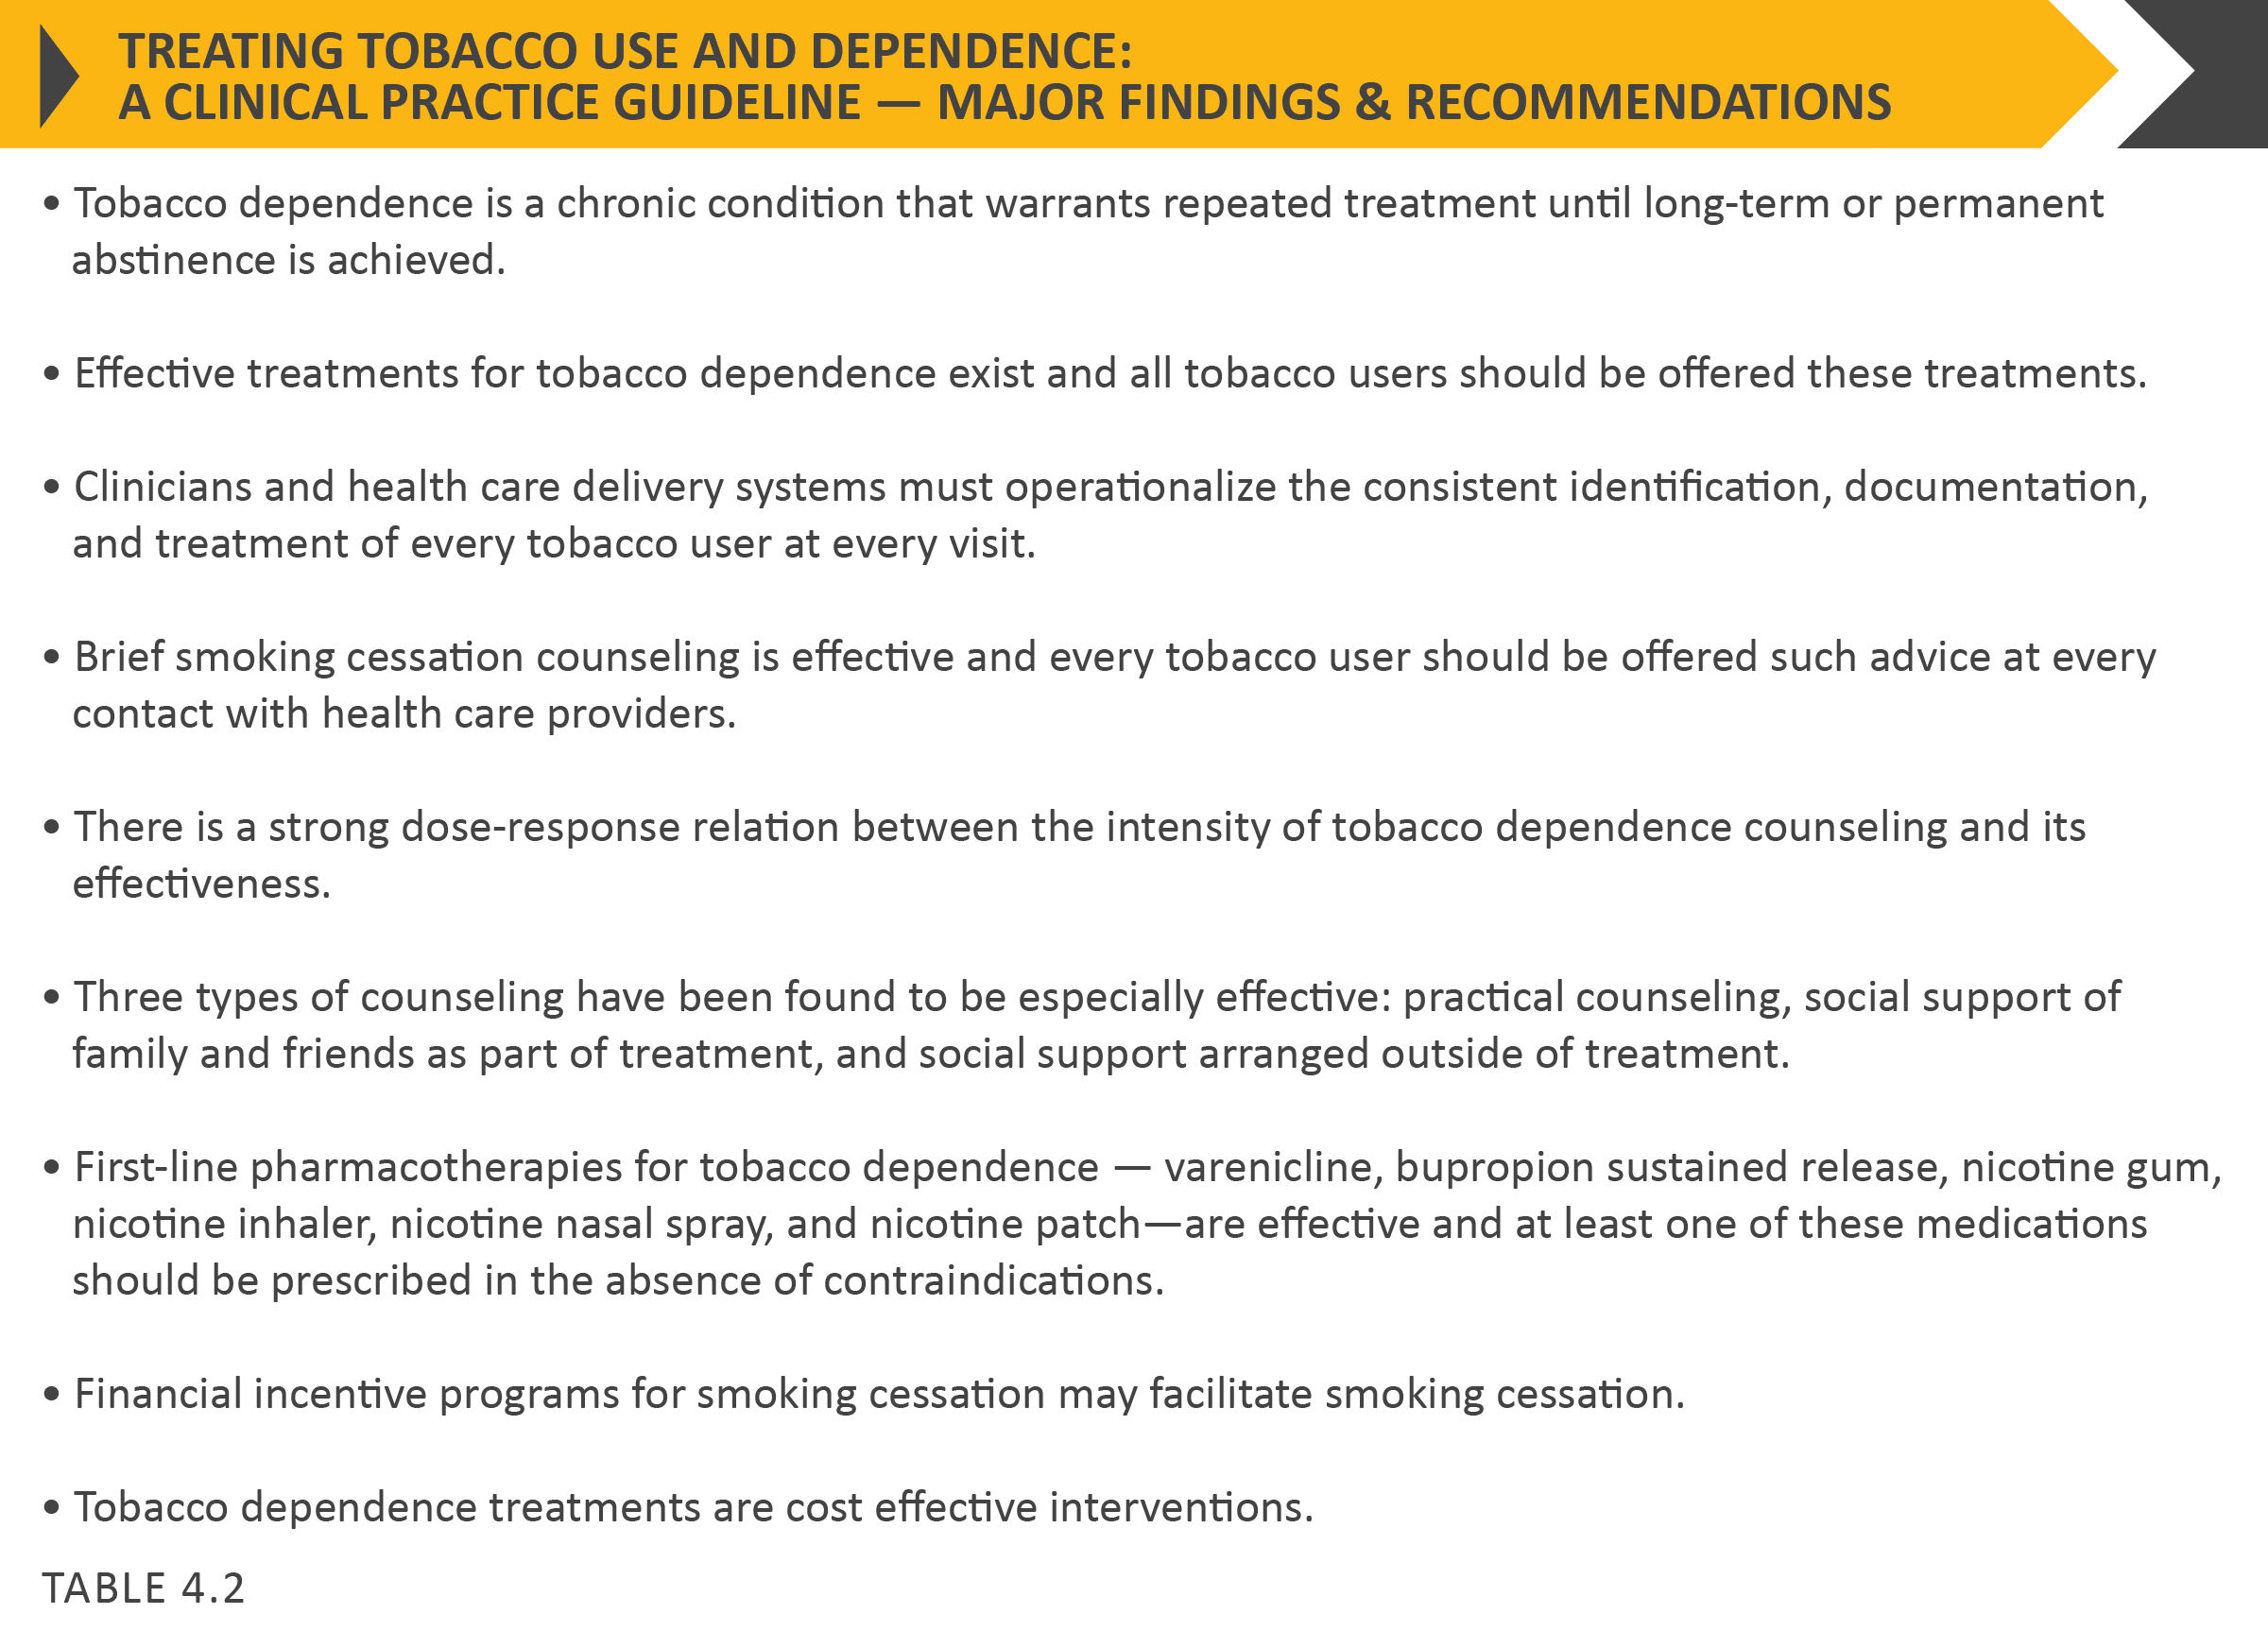 TREATING TOBACCO USE AND DEPENDENCE:
A CLINICAL PRACTICE GUIDELINE — MAJOR FINDINGS & RECOMMENDATIONS
• Tobacco dependence is a chronic condition that warrants repeated treatment until long-term or permanent
abstinence is achieved.
• Effective treatments for tobacco dependence exist and all tobacco users should be offered these treatments.
• Clinicians and health care delivery systems must operationalize the consistent identification, documentation,
and treatment of every tobacco user at every visit.
• Brief smoking cessation counseling is effective and every tobacco user should be offered such advice at every
contact with health care providers.
• There is a strong dose-response relation between the intensity of tobacco dependence counseling and its
effectiveness.
• Three types of counseling have been found to be especially effective: practical counseling, social support of
family and friends as part of treatment, and social support arranged outside of treatment.
• First-line pharmacotherapies for tobacco dependence — varenicline, bupropion sustained release, nicotine gum,
nicotine inhaler, nicotine nasal spray, and nicotine patch—are effective and at least one of these medications
should be prescribed in the absence of contraindications.
• Financial incentive programs for smoking cessation may facilitate smoking cessation.
• Tobacco dependence treatments are cost effective interventions.
TABLE 4.2